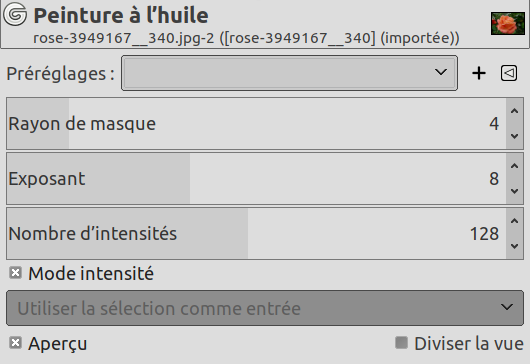 Peinture à l’huile
rose-3949167__340.jpg-2 ([rose-3949167__340] (importée))
Préréglages :
Rayon de masque 4
Exposant 8
Nombre d’intensités 128
Mode intensité
Utiliser la sélection comme entrée
Aperçu Diviser la vue